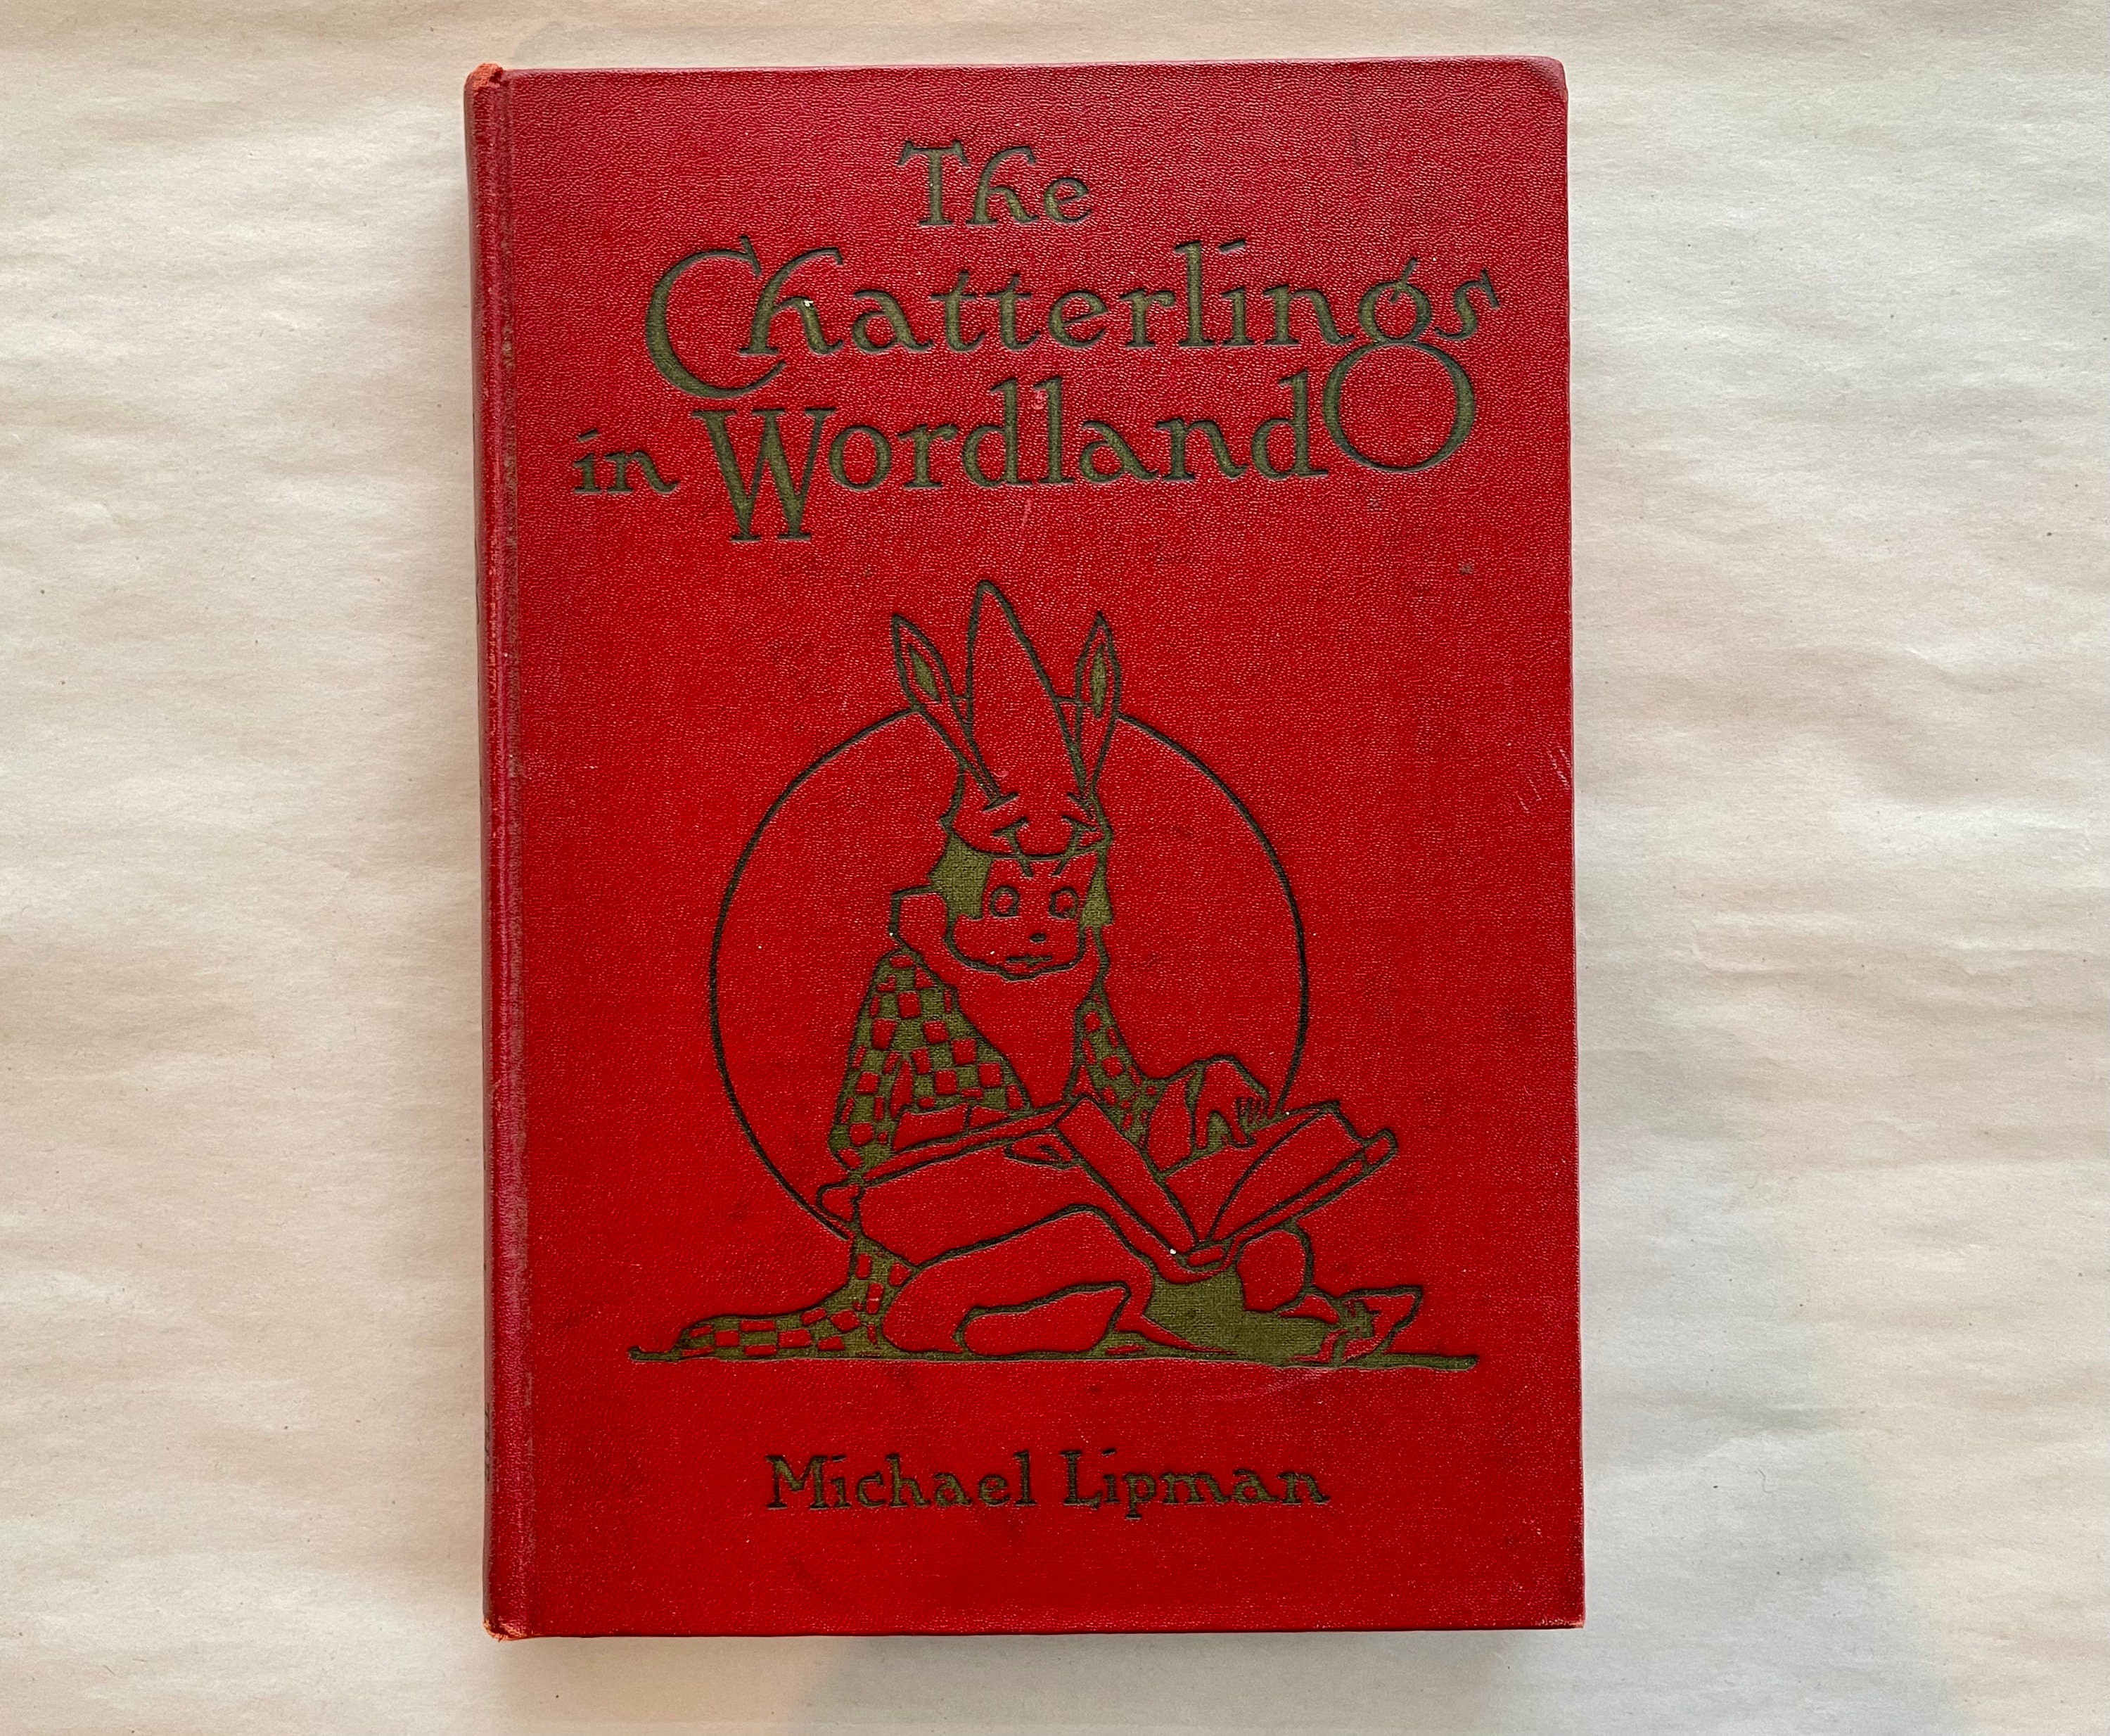 The
Chatterlings
in Wordland
Michael Lipman